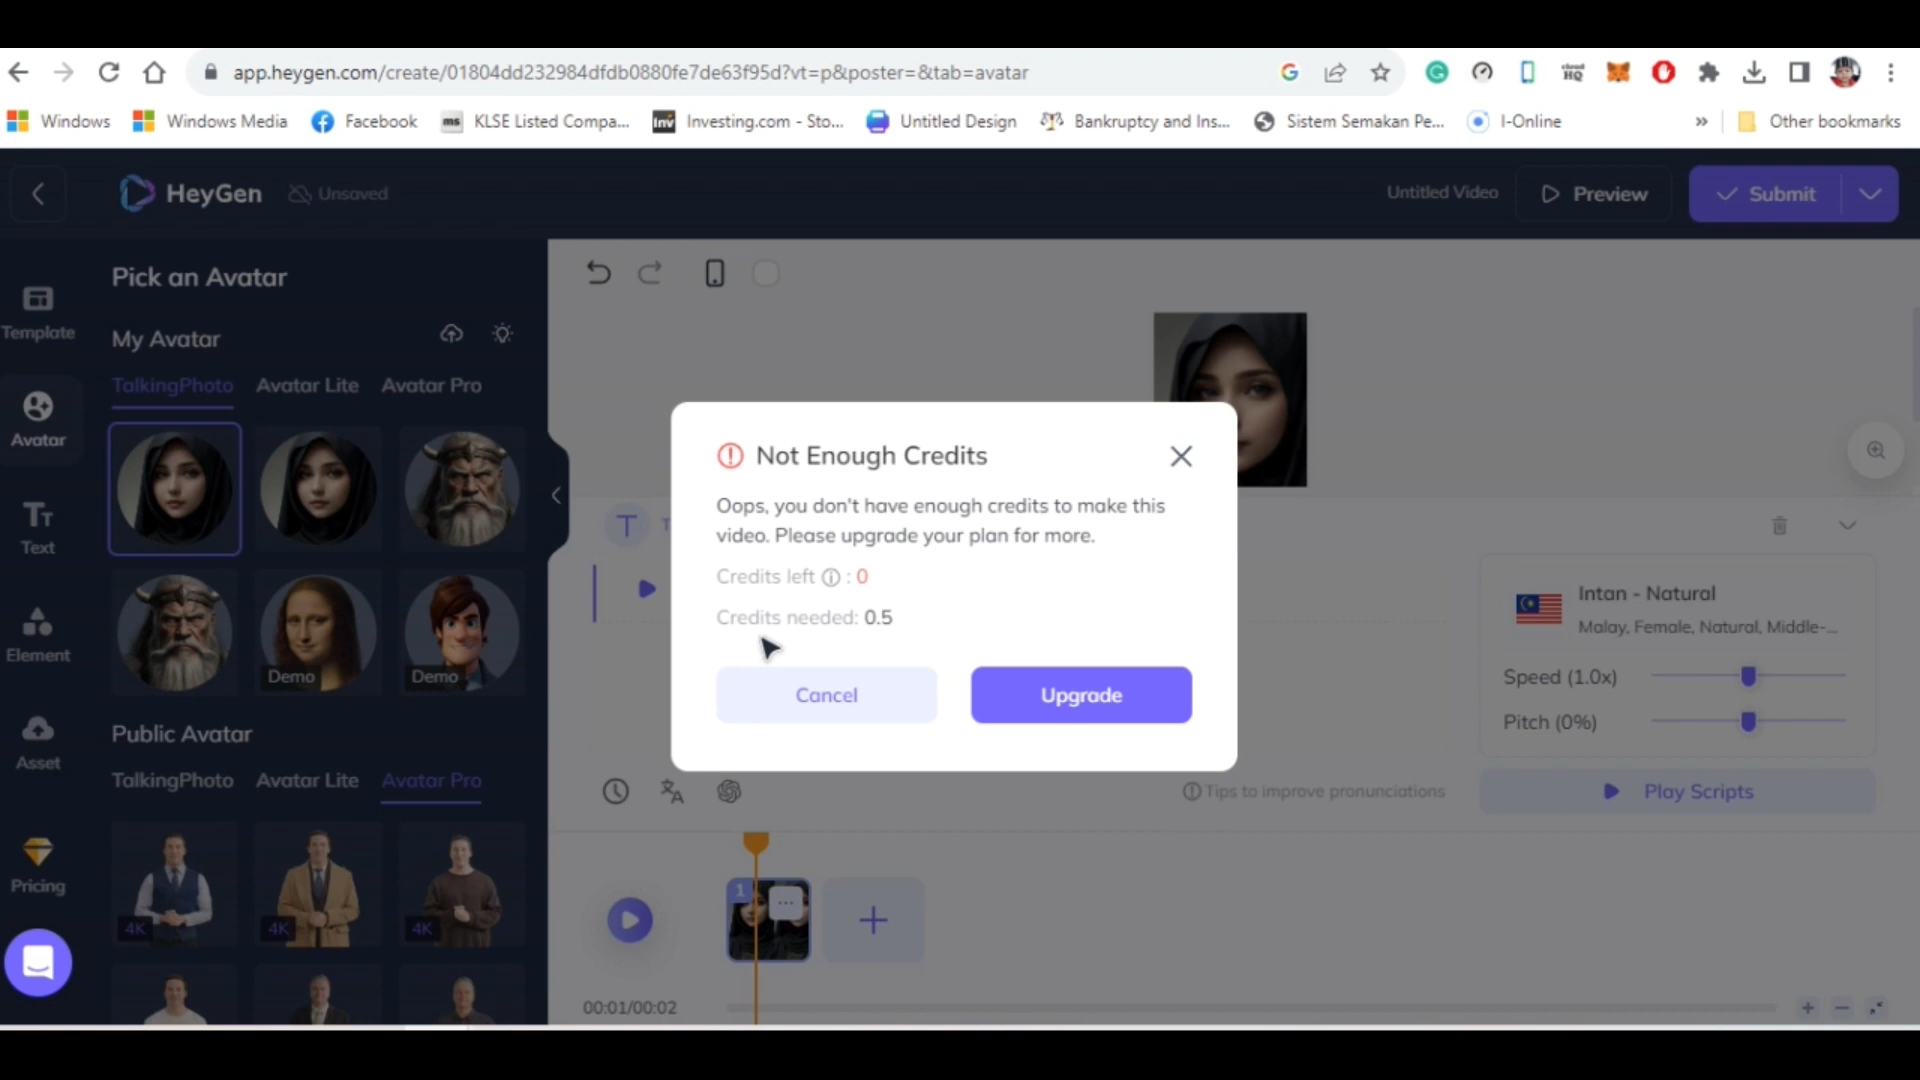 app.heygen.com/create/01804dd232984dfdb0880fe7de63f95d?vt=p&poster=&tab=avatar
cloud HQ
Windows
Windows Media
Facebook
ms KLSE Listed Compa...
Inv Investing.com - Sto...
Untitled Design
Bankruptcy and Ins...
Sistem Semakan Pe...
I-Online
»
Other bookmarks
HeyGen
Unsaved
Untitled Video
Preview
Submit
Template
Avatar
Text
Element
Asset
Pricing
Pick an Avatar
My Avatar
TalkingPhoto Avatar Lite Avatar Pro
Demo
Demo
Public Avatar
TalkingPhoto Avatar Lite Avatar Pro
4K
4K
4K
Not Enough Credits
Oops, you don't have enough credits to make this
video. Please upgrade your plan for more.
Credits left : 0
Credits needed: 0.5
Cancel
Upgrade
Intan - Natural
Malay, Female, Natural, Middle-...
Speed (1.0x)
Pitch (0%)
Tips to improve pronunciations
Play Scripts
1
00:01/00:02